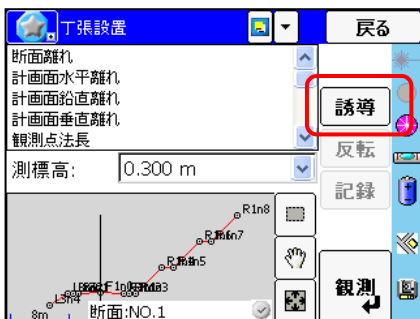 丁張設置
戻る
断面離れ
計画面水平離れ
計画面鉛直離れ
計画面垂直離れ
観測点法長
誘導
反転
測標高: 0.300 m
記録
R1n8
観測
8m
断面:NO.1